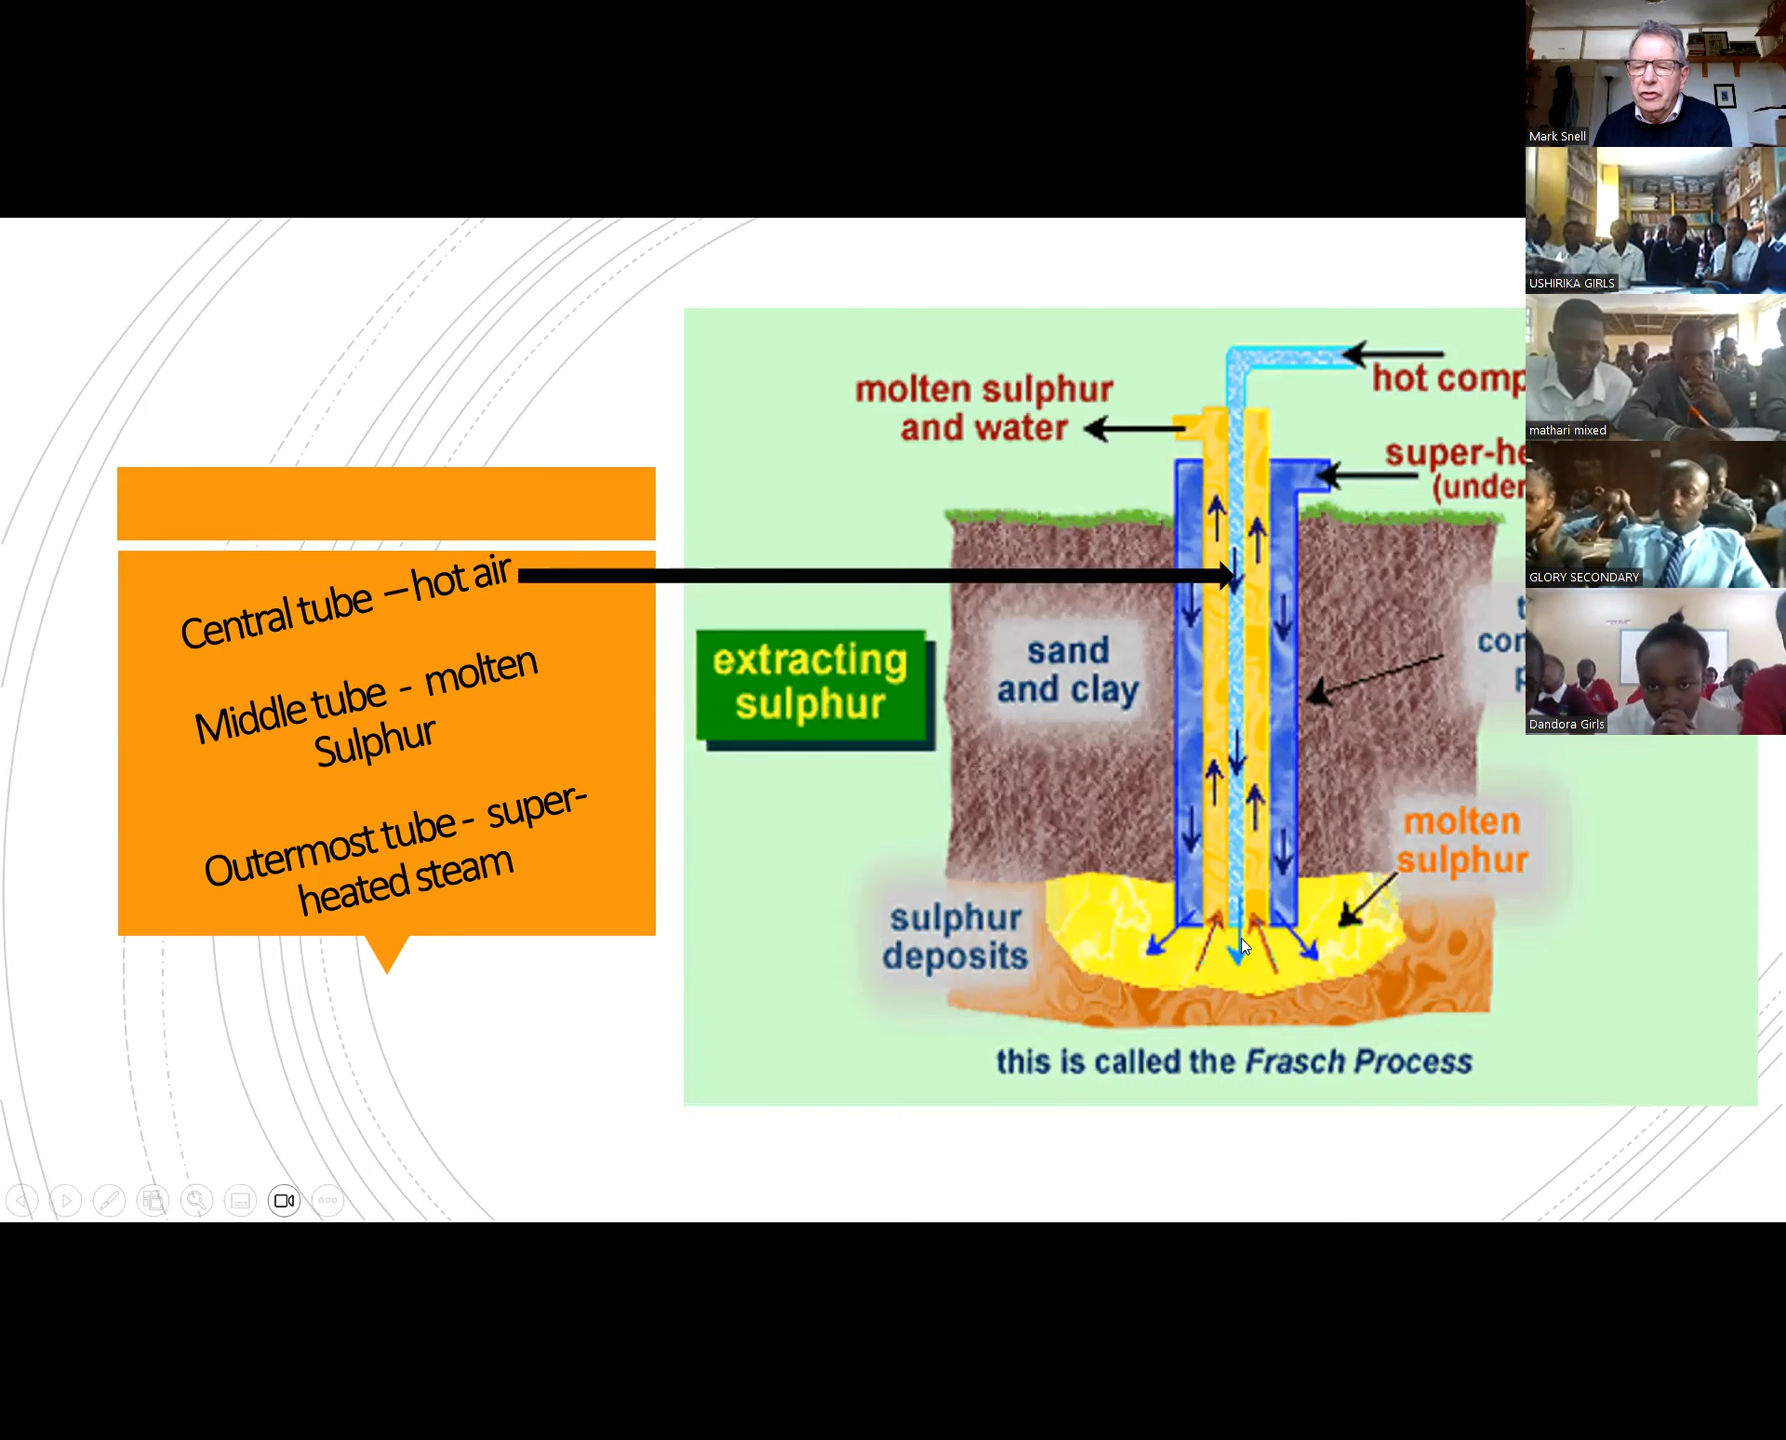 Central tube – hot air
Middle tube - molten
Sulphur
Outermost tube - super-
heated steam
molten sulphur
and water
hot comp
super-he
(under
extracting
sulphur
sand
and clay
t
con
p
molten
sulphur
sulphur
deposits
this is called the Frasch Process
Mark Snell
USHIRIKA GIRLS
mathari mixed
GLORY SECONDARY
Dandora Girls